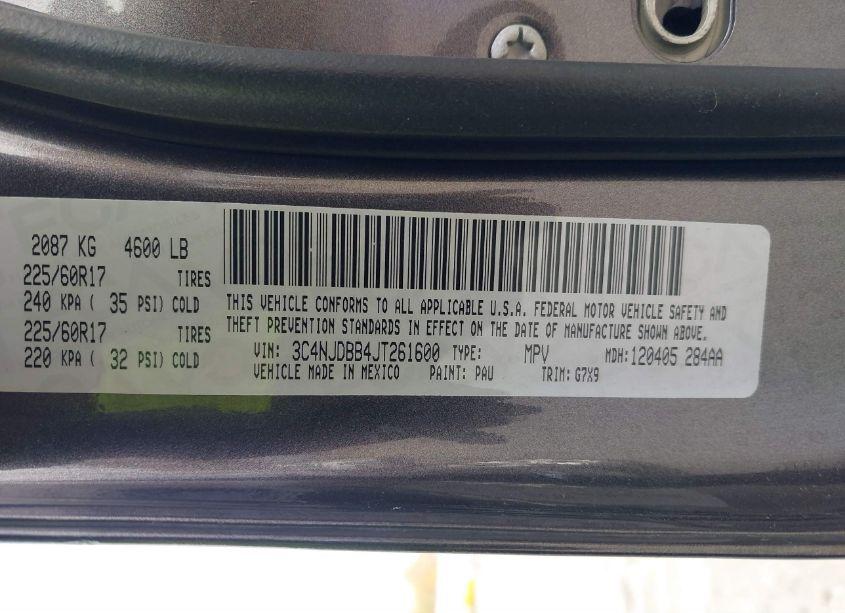 2087 KG 4600 LB
225/60R17 TIRES
240 KPA ( 35 PSI) COLD
225/60R17 TIRES
220 KPA ( 32 PSI) COLD
THIS VEHICLE CONFORMS TO ALL APPLICABLE U.S.A. FEDERAL MOTOR VEHICLE SAFETY AND
THEFT PREVENTION STANDARDS IN EFFECT ON THE DATE OF MANUFACTURE SHOWN ABOVE.
VIN: 3C4NJDBB4JT261600 TYPE: MPV MDH: 120405 284AA
VEHICLE MADE IN MEXICO PAINT: PAU TRIM: G7X9